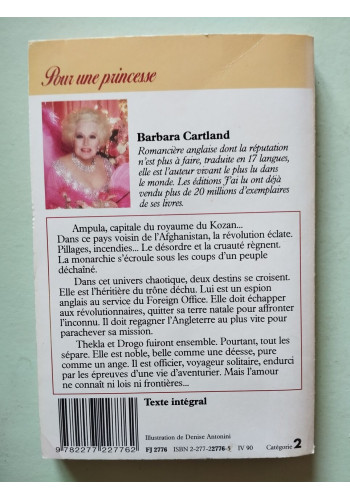 Pour une princesse
Barbara Cartland
Romancière anglaise dont la réputation
n'est plus à faire, traduite en 17 langues,
elle est l'auteur vivant le plus lu dans
le monde. Les éditions J'ai lu ont déjà
vendu plus de 20 millions d'exemplaires
de ses livres.
Ampula, capitale du royaume du Kozan...
Dans ce pays voisin de l'Afghanistan, la révolution éclate.
Pillages, incendies... Le désordre et la cruauté règnent.
La monarchie s'écroule sous les coups d'un peuple
déchaîné.
Dans cet univers chaotique, deux destins se croisent.
Elle est l'héritière du trône déchu. Lui est un espion
anglais au service du Foreign Office. Elle doit échapper
aux révolutionnaires, quitter sa terre natale pour affronter
l'inconnu. Il doit regagner l'Angleterre au plus vite pour
parachever sa mission.
Thekla et Drogo fuiront ensemble. Pourtant, tout les
sépare. Elle est noble, belle comme une déesse, pure
comme un ange. Il est officier, voyageur solitaire, endurci
par les épreuves d'une vie d'aventurier. Mais l'amour
ne connaît ni lois ni frontières...
Texte intégral
9 782277 227762
Illustration de Denise Antonini
FJ 2776 ISBN 2-277-22776-Y IV 90 Catégorie 2